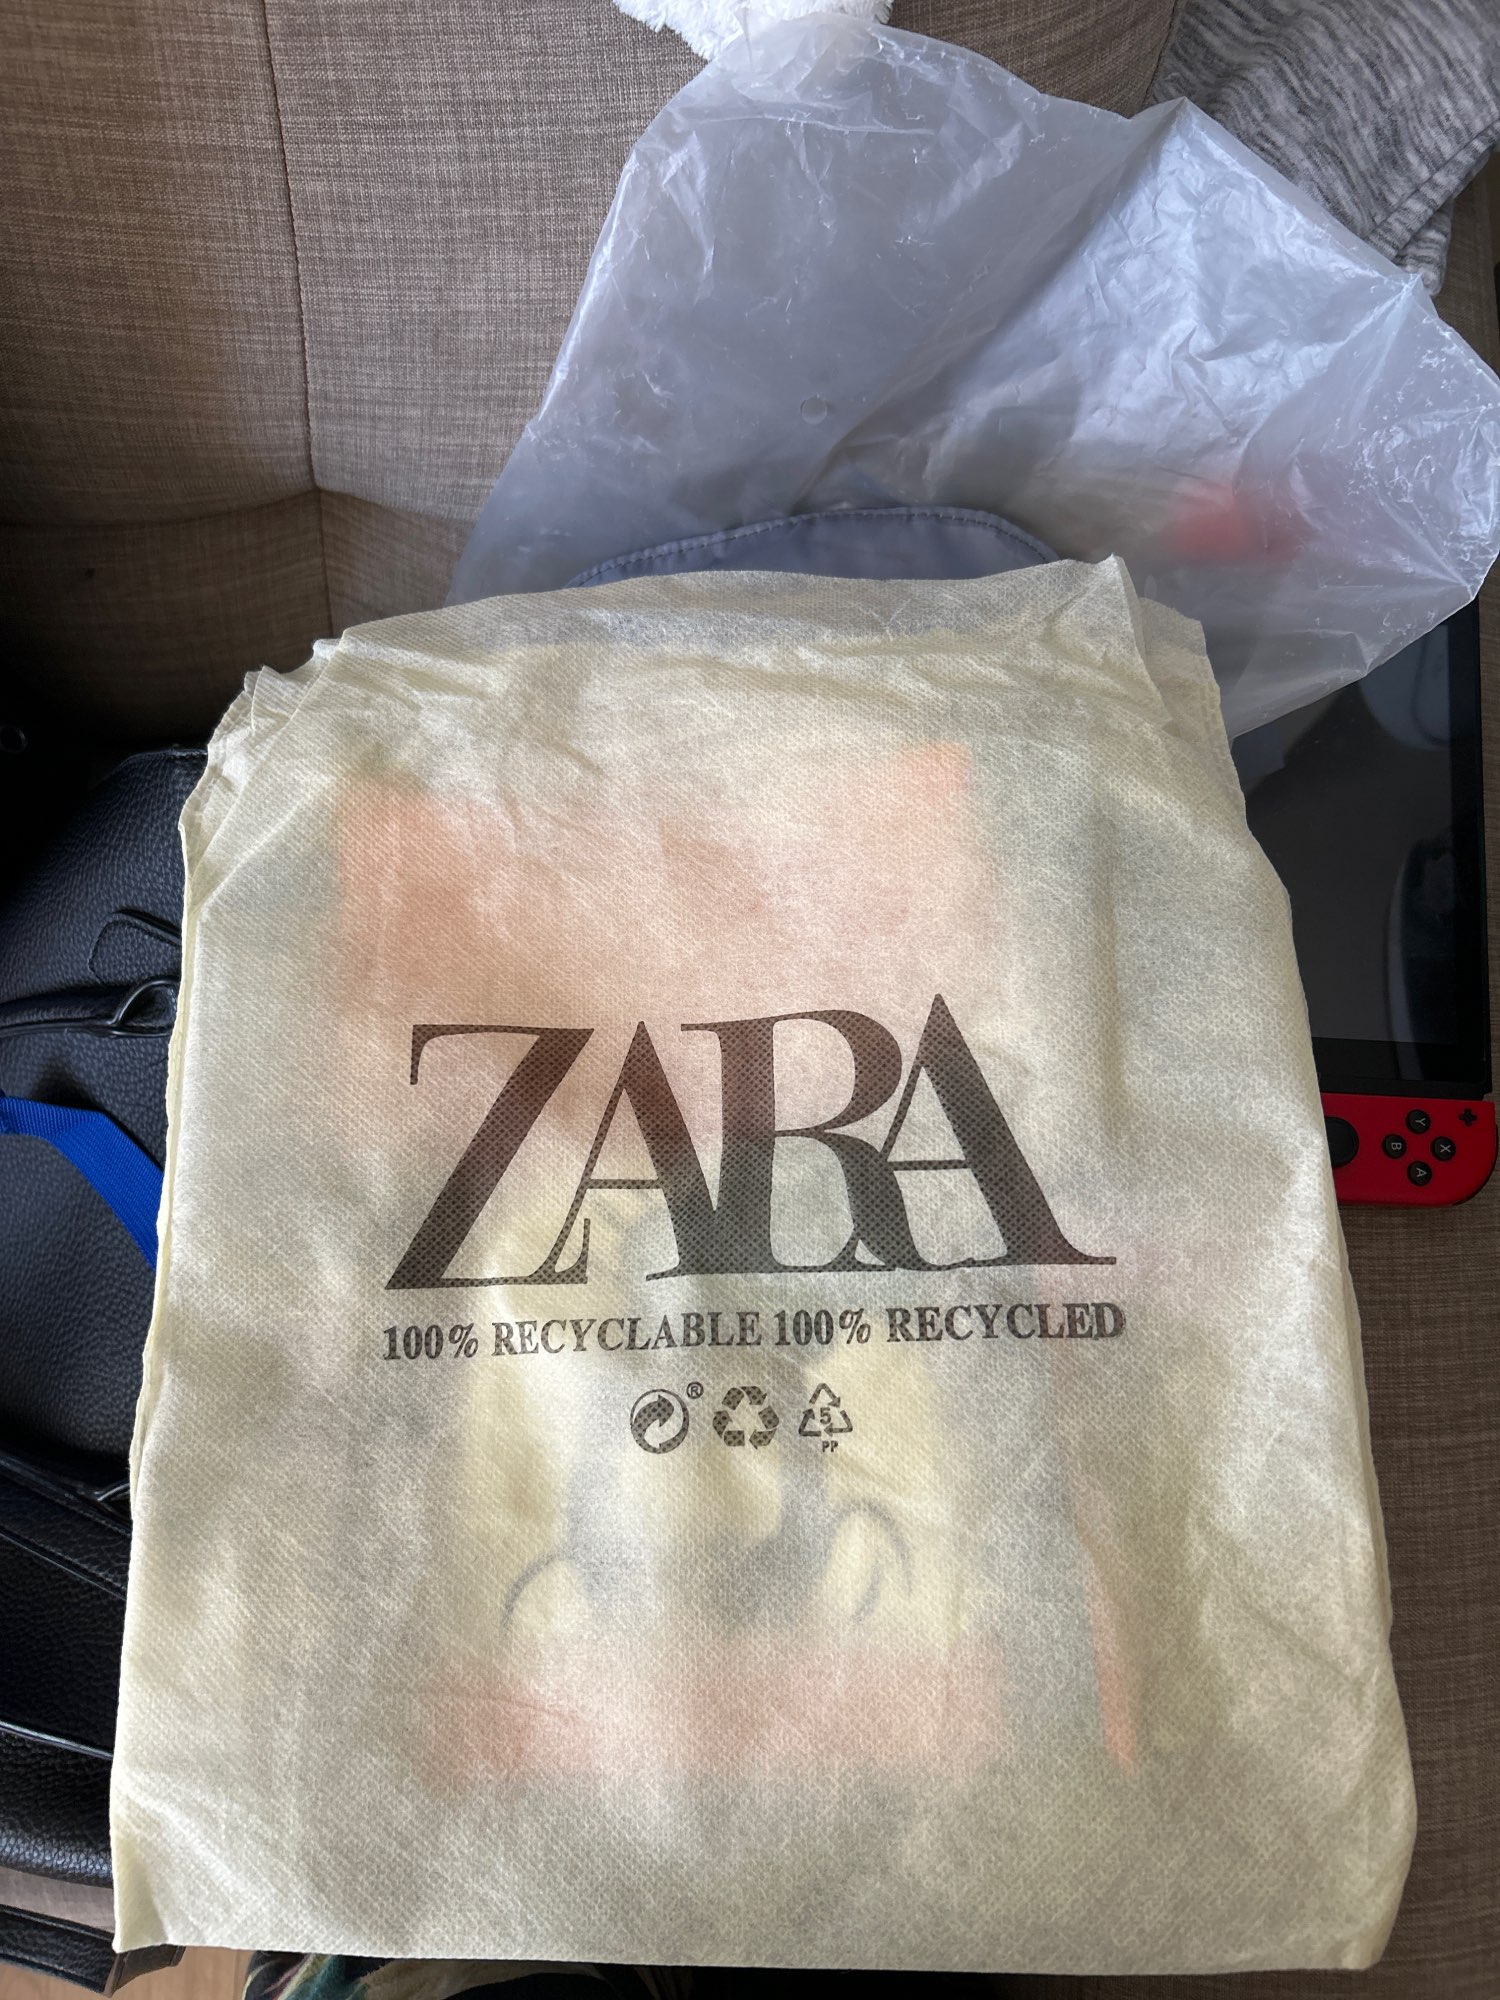 ZARA
100% RECYCLABLE 100% RECYCLED
®
5
PP
+
Y
X
B
A